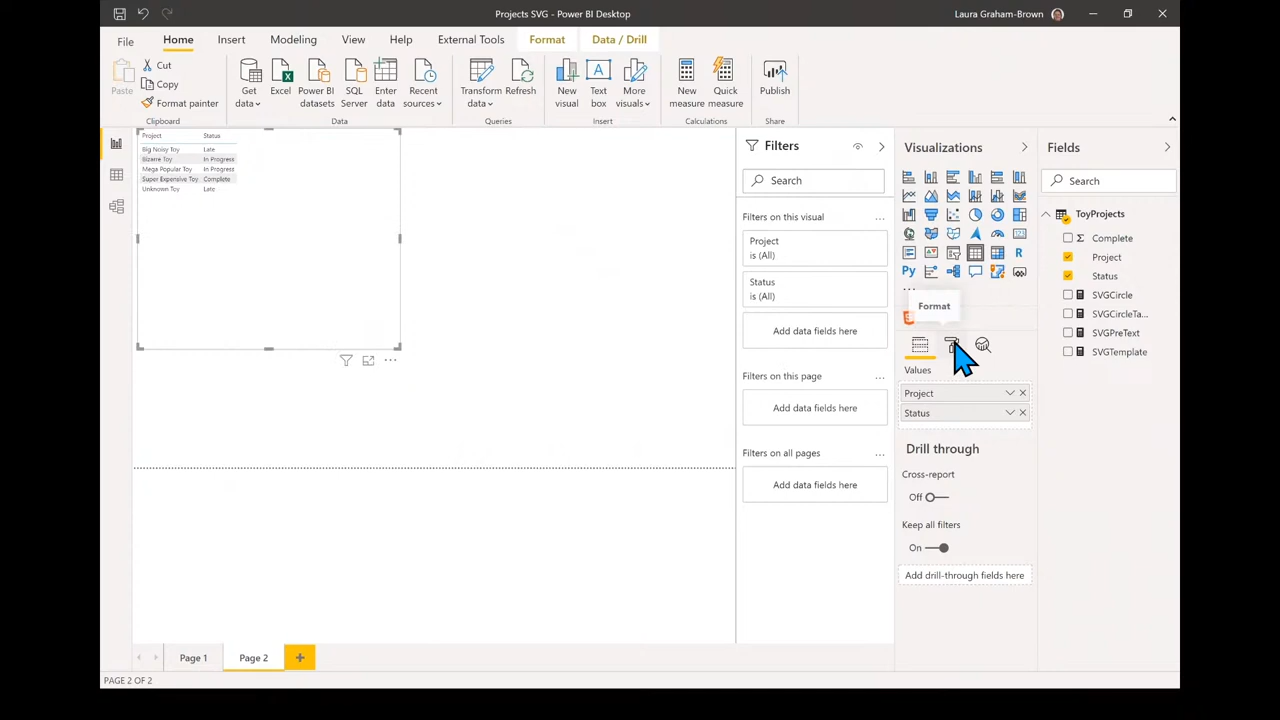 Projects SVG - Power BI Desktop
Laura Graham-Brown
File
Home
Insert
Modeling
View
Help
External Tools
Format
Data / Drill
Paste
Cut
Copy
Format painter
Clipboard
Get data
Excel
Power BI datasets
SQL Server
Enter data
Recent sources
Data
Transform data
Refresh
Queries
New visual
Text box
More visuals
Insert
New measure
Quick measure
Calculations
Publish
Share
Project Status
Big Noisy Toy Late
Bizarre Toy In Progress
Mega Popular Toy In Progress
Super Expensive Toy Complete
Unknown Toy Late
Filters
Search
Filters on this visual
...
Project
is (All)
Status
is (All)
Add data fields here
Filters on this page
...
Add data fields here
Filters on all pages
...
Add data fields here
Visualizations
R
Py
Format
Values
Project
Status
Drill through
Cross-report
Off
Keep all filters
On
Add drill-through fields here
Fields
Search
ToyProjects
Σ Complete
Project
Status
SVGCircle
SVGCircleTa...
SVGPreText
SVGTemplate
Page 1
Page 2
PAGE 2 OF 2